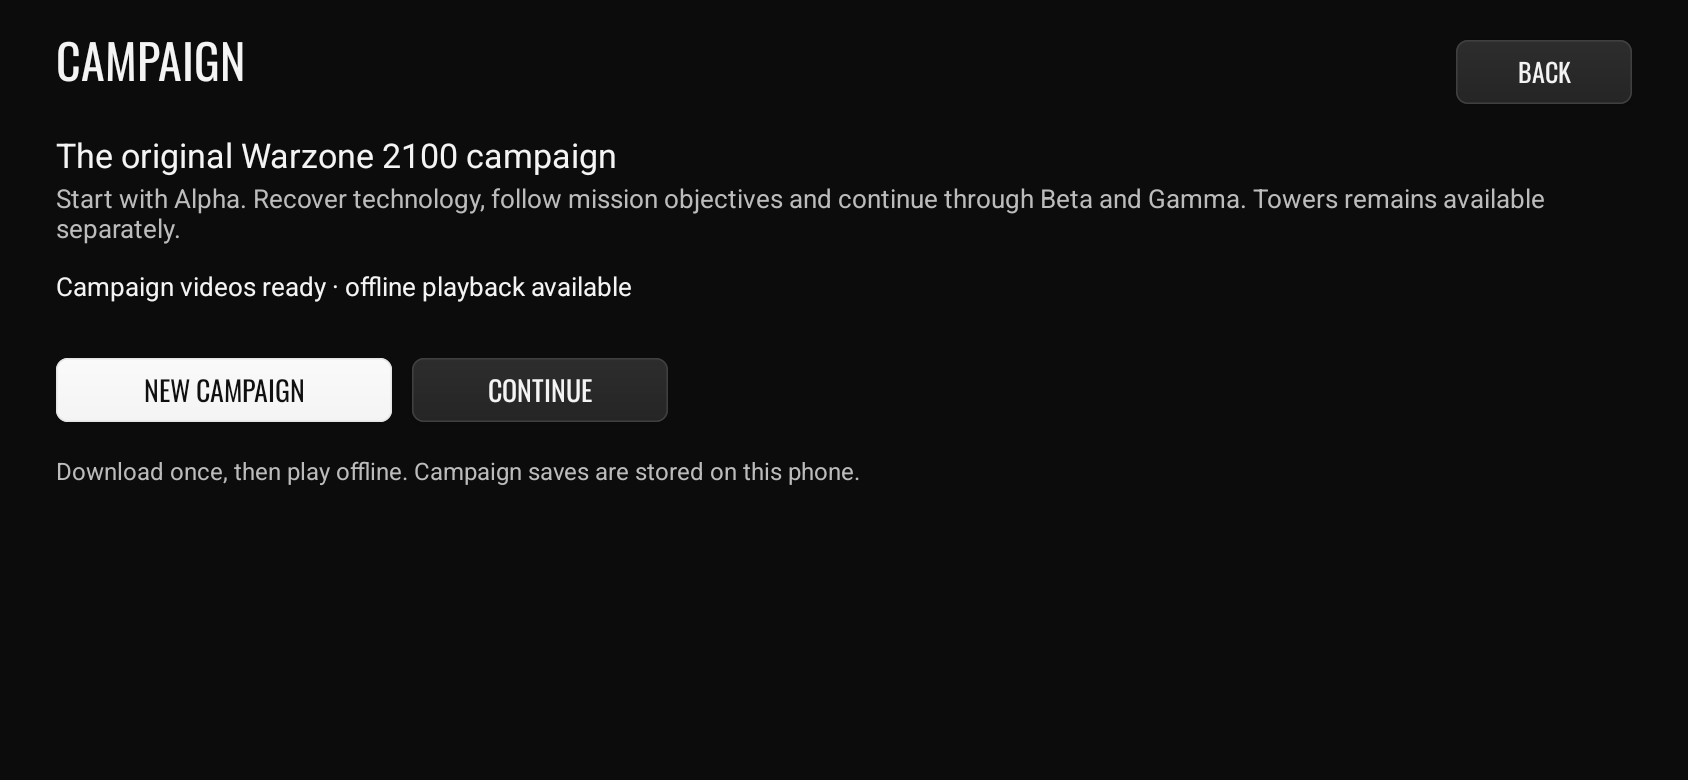 CAMPAIGN
BACK
The original Warzone 2100 campaign
Start with Alpha. Recover technology, follow mission objectives and continue through Beta and Gamma. Towers remains available
separately.
Campaign videos ready · offline playback available
NEW CAMPAIGN
CONTINUE
Download once, then play offline. Campaign saves are stored on this phone.